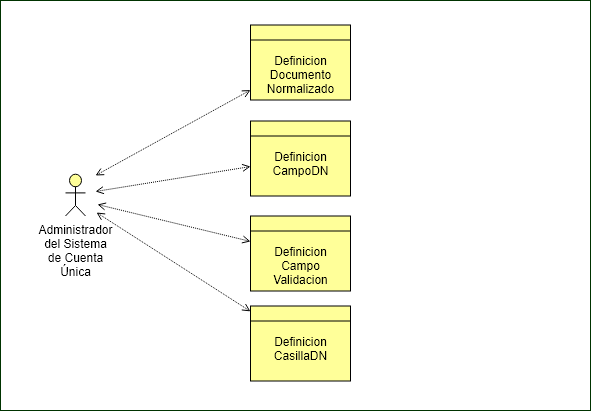 Definicion
Documento
Normalizado
Definicion
CampoDN
Administrador
del Sistema
de Cuenta
Única
Definicion
Campo
Validacion
Definicion
CasillaDN